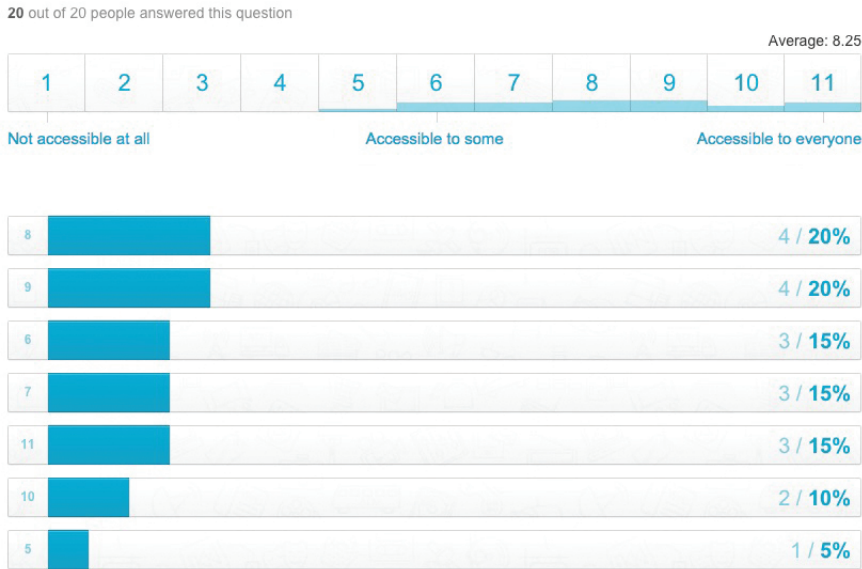 20 out of 20 people answered this question
Average: 8.25
1 2 3 4 5 6 7 8 9 10 11
Not accessible at all Accessible to some Accessible to everyone
8 4 / 20%
9 4 / 20%
6 3 / 15%
7 3 / 15%
11 3 / 15%
10 2 / 10%
5 1 / 5%